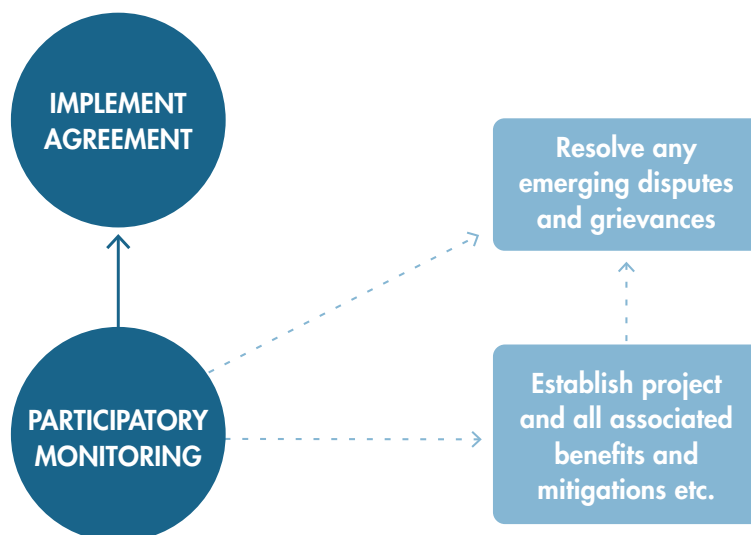 IMPLEMENT
AGREEMENT
Resolve any
emerging disputes
and grievances
PARTICIPATORY
MONITORING
Establish project
and all associated
benefits and
mitigations etc.